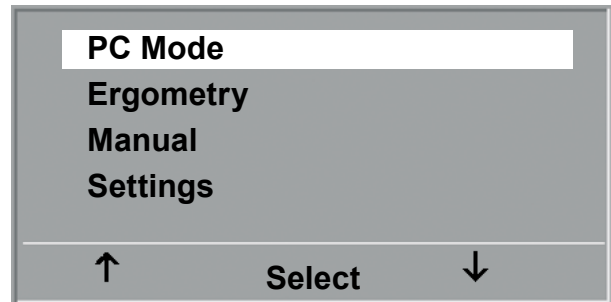 PC Mode
Ergometry
Manual
Settings
↑ Select ↓